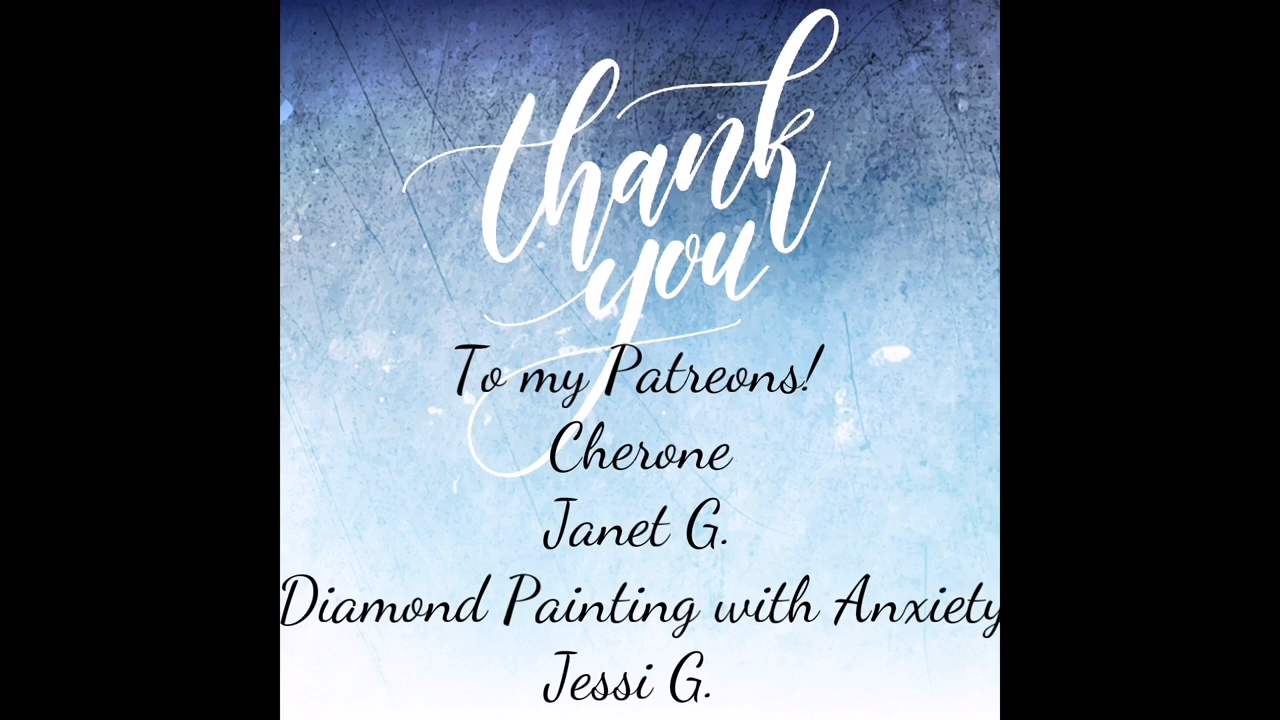 thank
you
To my Patreons!
Cherone
Janet G.
Diamond Painting with Anxiety
Jessi G.